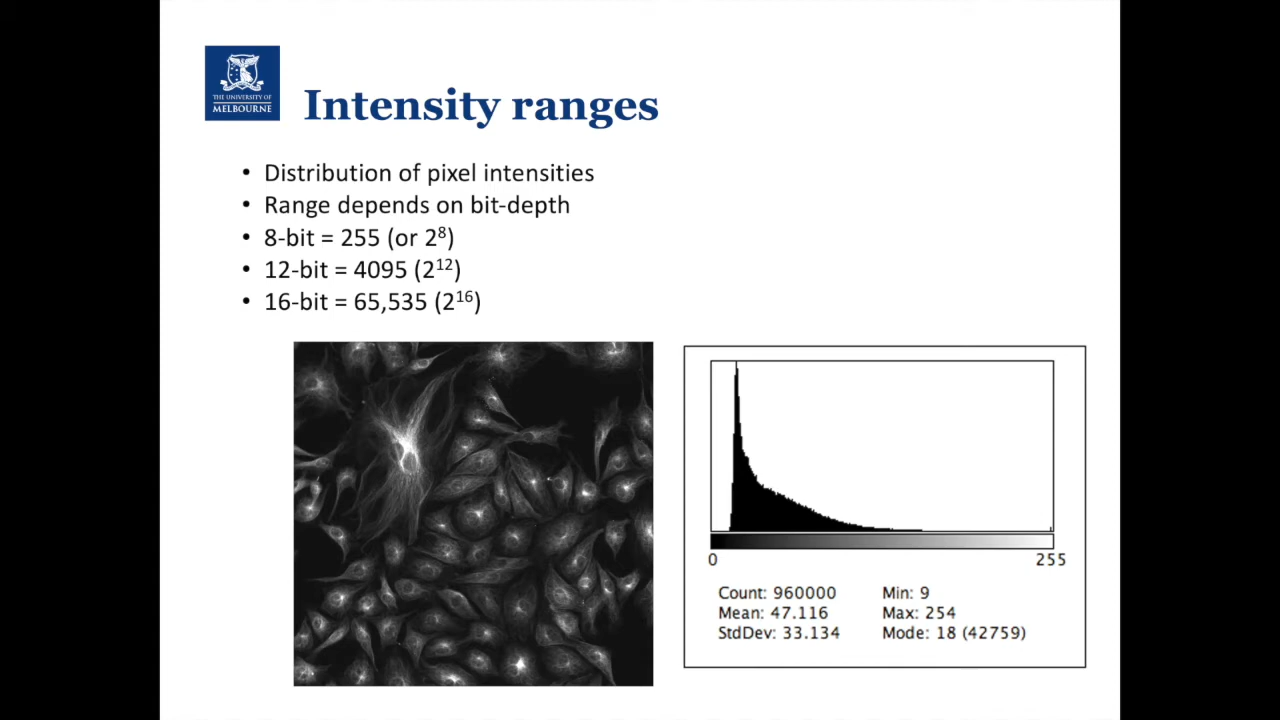 THE UNIVERSITY OF
MELBOURNE
Intensity ranges
• Distribution of pixel intensities
• Range depends on bit-depth
• 8-bit = 255 (or 2⁸)
• 12-bit = 4095 (2¹²)
• 16-bit = 65,535 (2¹⁶)
0 255
Count: 960000 Min: 9
Mean: 47.116 Max: 254
StdDev: 33.134 Mode: 18 (42759)